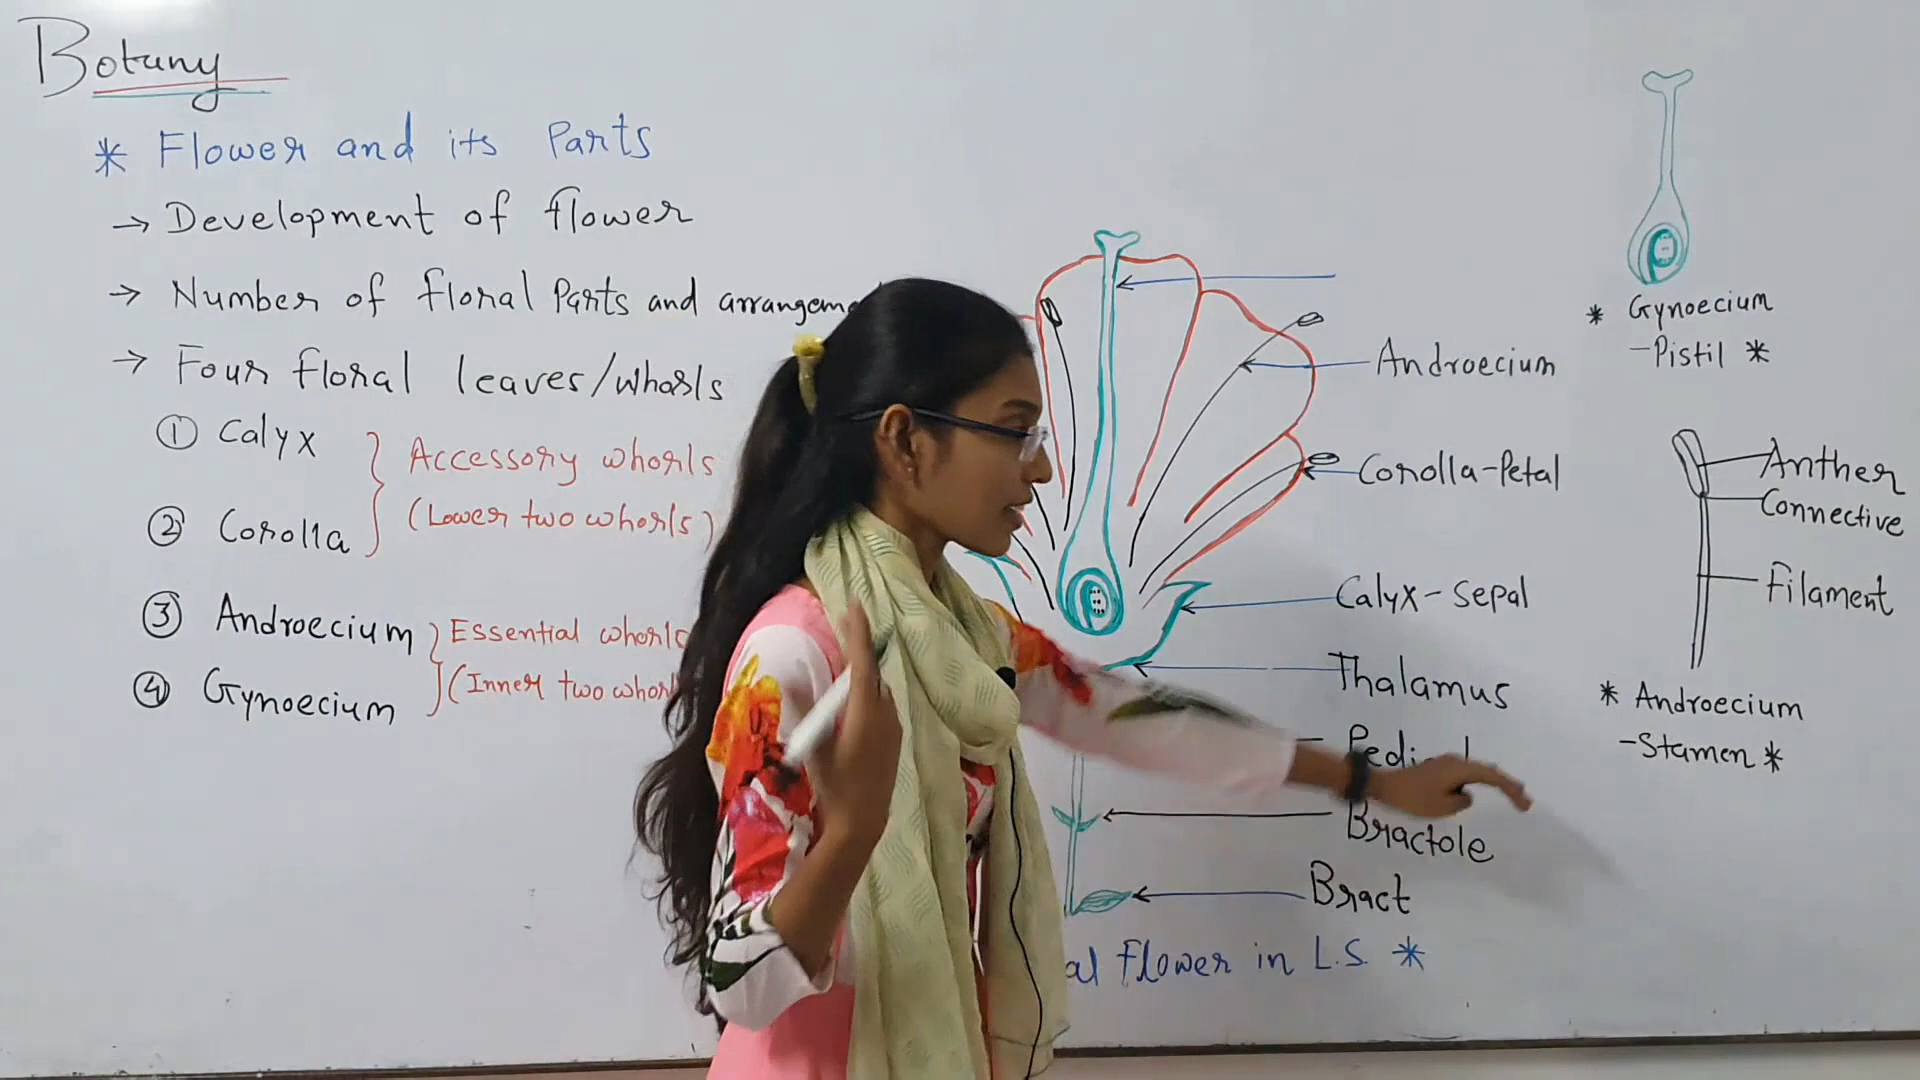 Botany
* Flower and its Parts
→ Development of flower
→ Number of floral Parts and
→ Four floral leaves/whorls
① Calyx
② Corolla
Accessory whorls
(Lower two whorls)
③ Androecium
④ Gynoecium
Essential
(Inner two
Androecium
Corolla-Petal
Calyx-Sepal
Thalamus
Bractole
Bract
Flower in L.S. *
* Gynoecium
-Pistil *
Anther
Connective
Filament
* Androecium
-Stamen *